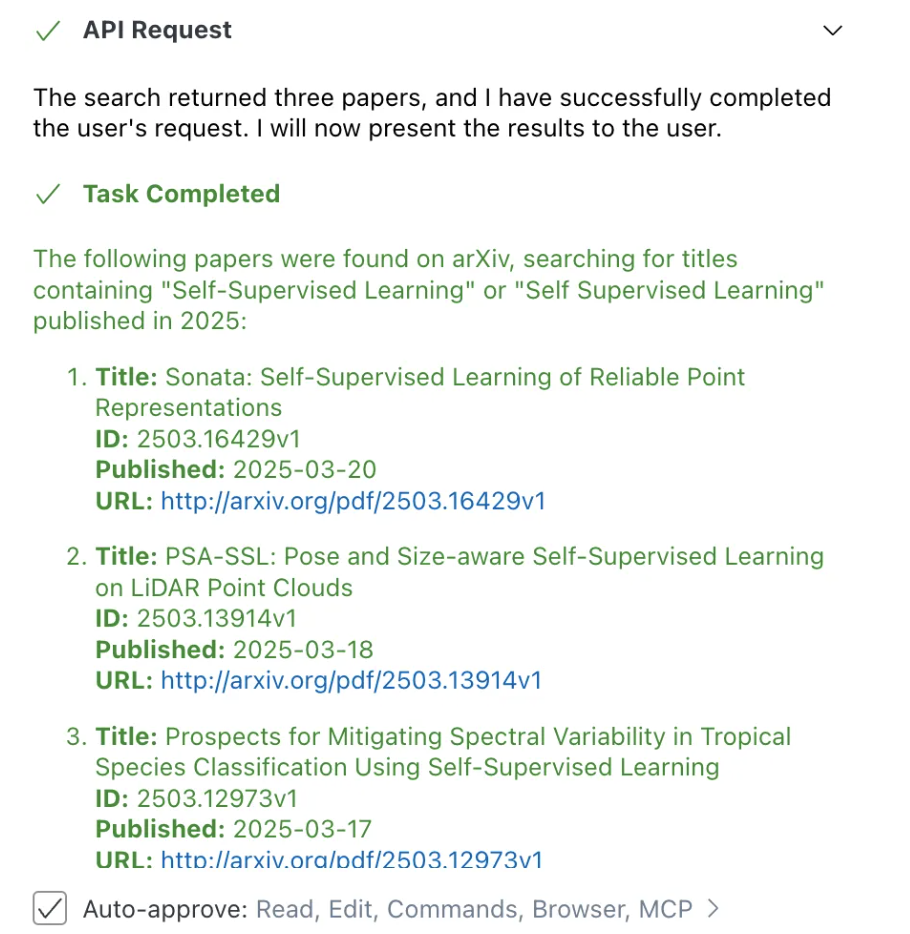 API Request
The search returned three papers, and I have successfully completed
the user's request. I will now present the results to the user.
Task Completed
The following papers were found on arXiv, searching for titles
containing "Self-Supervised Learning" or "Self Supervised Learning"
published in 2025:
1. Title: Sonata: Self-Supervised Learning of Reliable Point
Representations
ID: 2503.16429v1
Published: 2025-03-20
URL: http://arxiv.org/pdf/2503.16429v1
2. Title: PSA-SSL: Pose and Size-aware Self-Supervised Learning
on LiDAR Point Clouds
ID: 2503.13914v1
Published: 2025-03-18
URL: http://arxiv.org/pdf/2503.13914v1
3. Title: Prospects for Mitigating Spectral Variability in Tropical
Species Classification Using Self-Supervised Learning
ID: 2503.12973v1
Published: 2025-03-17
URL: http://arxiv.org/pdf/2503.12973v1
Auto-approve: Read, Edit, Commands, Browser, MCP >